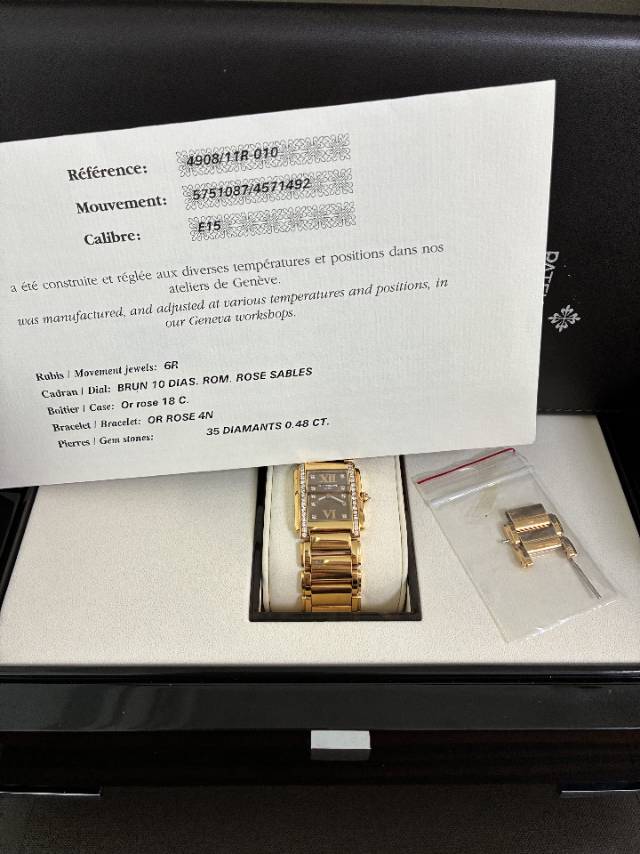 Référence: 4908/11R-010
Mouvement: 5751087/4571492
Calibre: E15
a été construite et réglée aux diverses températures et positions dans nos
ateliers de Genève.
was manufactured, and adjusted at various temperatures and positions, in
our Geneva workshops.
Rubis / Movement jewels: 6R
Cadran / Dial: BRUN 10 DIAS. ROM. ROSE SABLES
Boîtier / Case: Or rose 18 C.
Bracelet / Bracelet: OR ROSE 4N
Pierres / Gem stones: 35 DIAMANTS 0.48 CT.
XII
VI